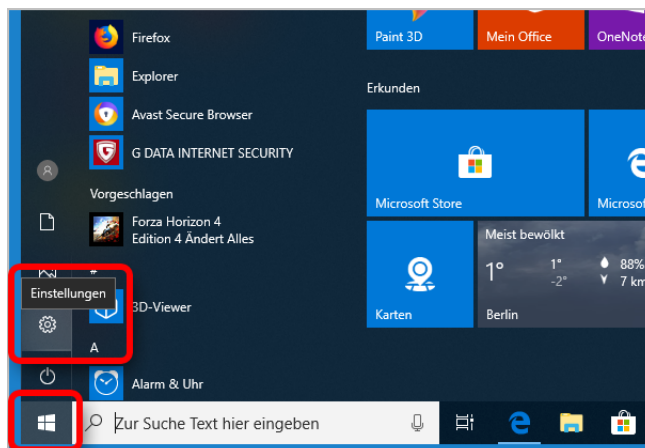 Firefox
Explorer
Avast Secure Browser
G DATA INTERNET SECURITY
Vorgeschlagen
Forza Horizon 4
Edition 4 Ändert Alles
#
Einstellungen
3D-Viewer
A
Alarm & Uhr
Zur Suche Text hier eingeben
Paint 3D
Mein Office
OneNote
Erkunden
Microsoft Store
Microsof
Karten
Meist bewölkt
1°
1°
-2°
88%
7 km
Berlin